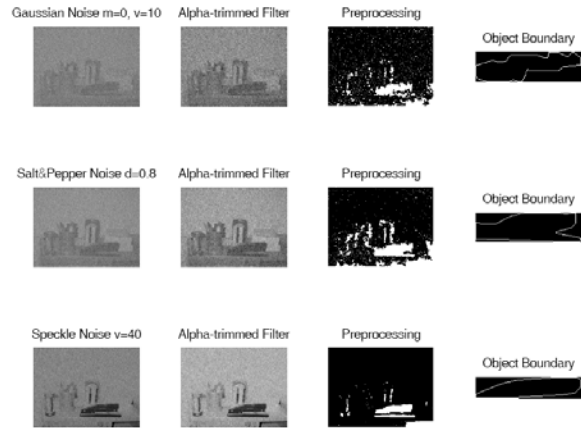 Gaussian Noise m=0, v=10
Alpha-trimmed Filter
Preprocessing
Object Boundary
Salt&Pepper Noise d=0.8
Alpha-trimmed Filter
Preprocessing
Object Boundary
Speckle Noise v=40
Alpha-trimmed Filter
Preprocessing
Object Boundary